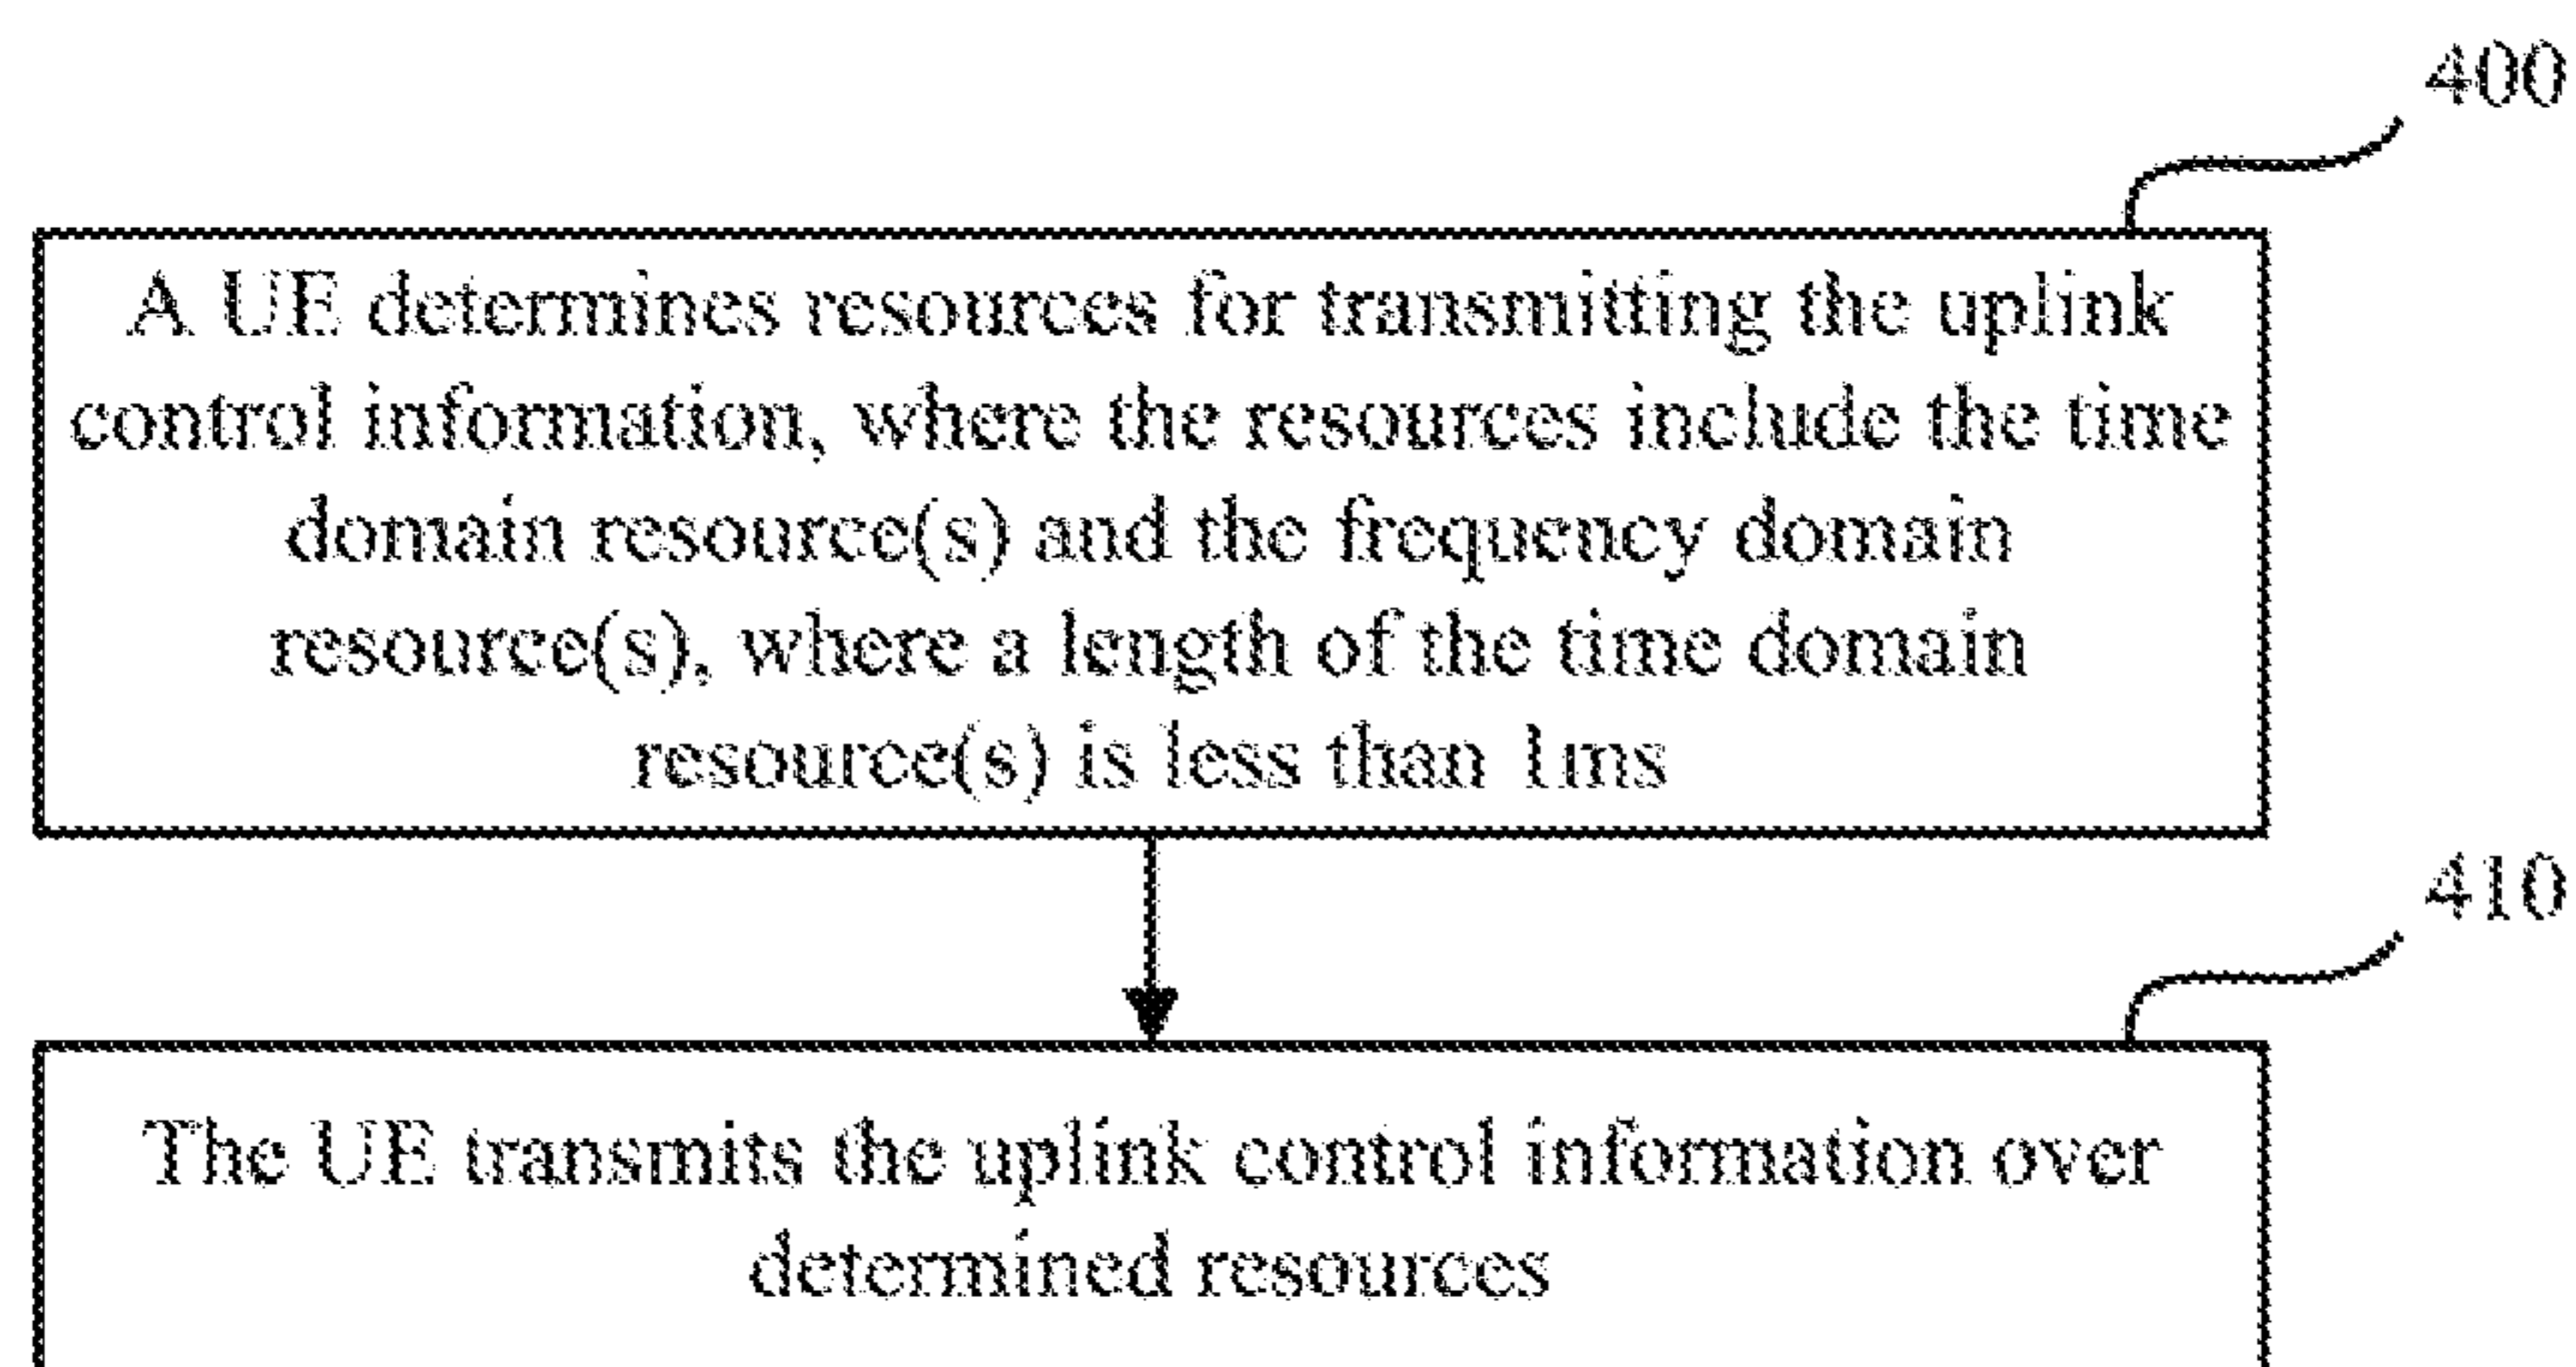 400
A UE determines resources for transmitting the uplink
control information, where the resources include the time
domain resource(s) and the frequency domain
resource(s), where a length of the time domain
resource(s) is less than 1ms
410
The UE transmits the uplink control information over
determined resources